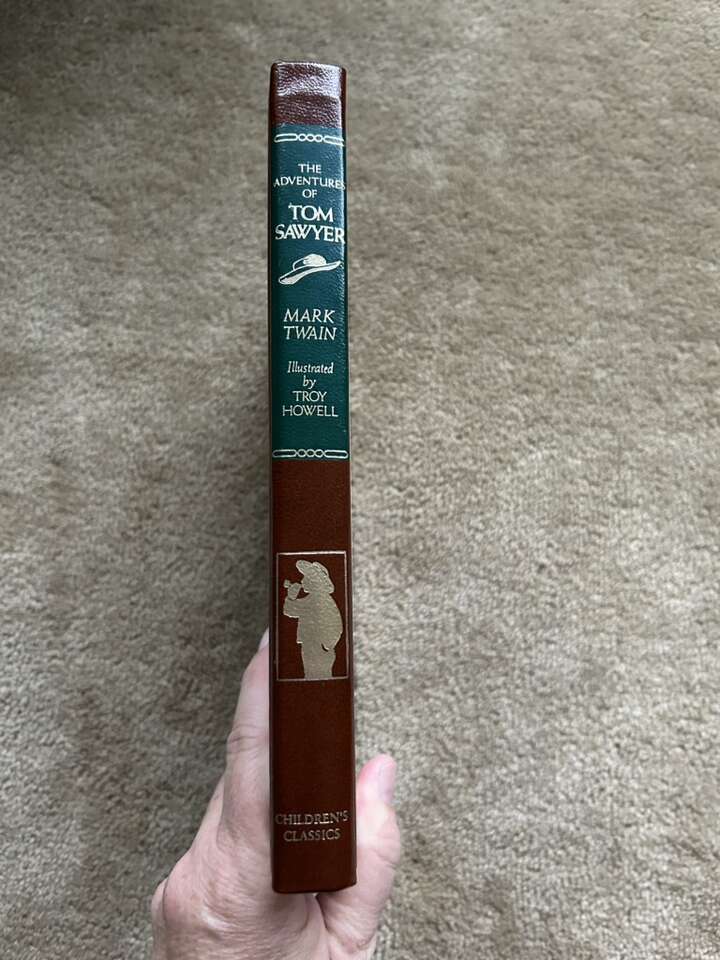 THE
ADVENTURES
OF
TOM
SAWYER
MARK
TWAIN
Illustrated
by
TROY
HOWELL
CHILDREN'S
CLASSICS